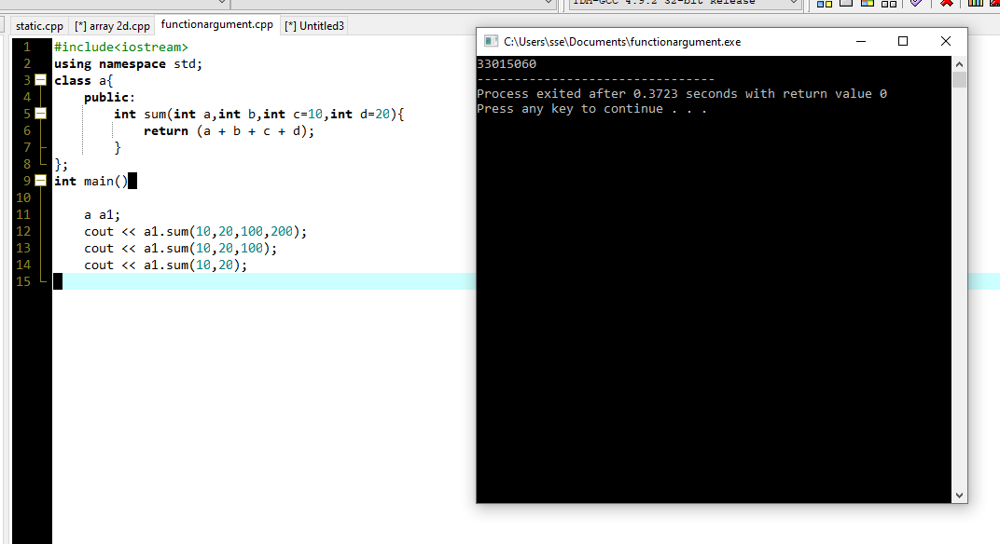 TDM-GCC 4.9.2 32-bit Release
static.cpp [*] array 2d.cpp functionargument.cpp [*] Untitled3
1 #include<iostream>
2 using namespace std;
3 class a{
4 public:
5 int sum(int a,int b,int c=10,int d=20){
6 return (a + b + c + d);
7 }
8 };
9 int main()
10
11 a a1;
12 cout << a1.sum(10,20,100,200);
13 cout << a1.sum(10,20,100);
14 cout << a1.sum(10,20);
15
C:\Users\sse\Documents\functionargument.exe
33015060
--------------------------------
Process exited after 0.3723 seconds with return value 0
Press any key to continue . . .